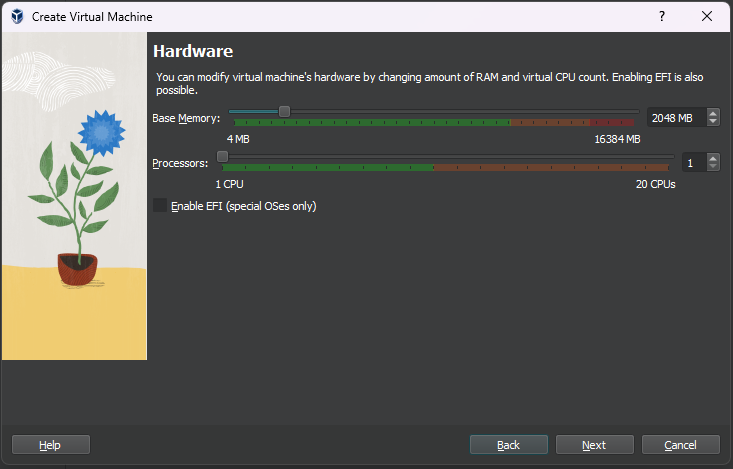 Create Virtual Machine
?
Hardware
You can modify virtual machine's hardware by changing amount of RAM and virtual CPU count. Enabling EFI is also
possible.
Base Memory:
2048 MB
4 MB
16384 MB
Processors:
1
1 CPU
20 CPUs
Enable EFI (special OSes only)
Help
Back
Next
Cancel